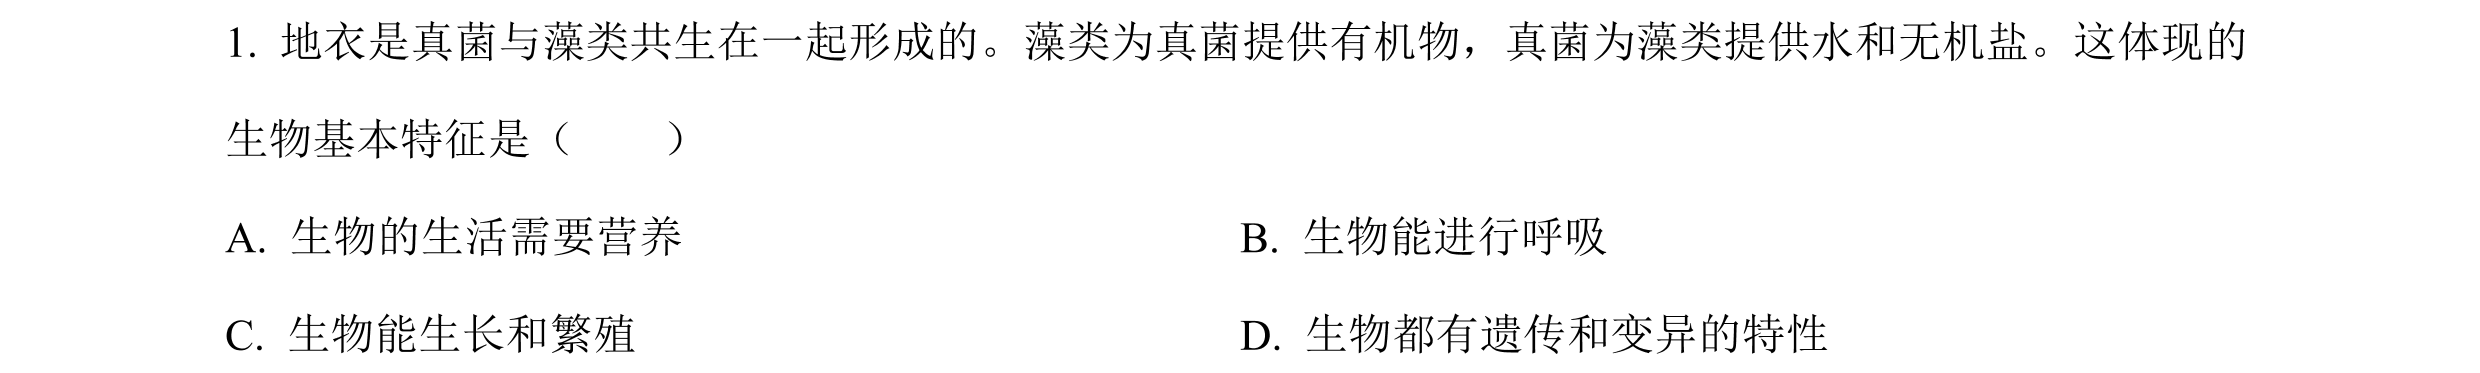 1. 地衣是真菌与藻类共生在一起形成的。藻类为真菌提供有机物，真菌为藻类提供水和无机盐。这体现的
生物基本特征是（　　）
A. 生物的生活需要营养 B. 生物能进行呼吸
C. 生物能生长和繁殖 D. 生物都有遗传和变异的特性